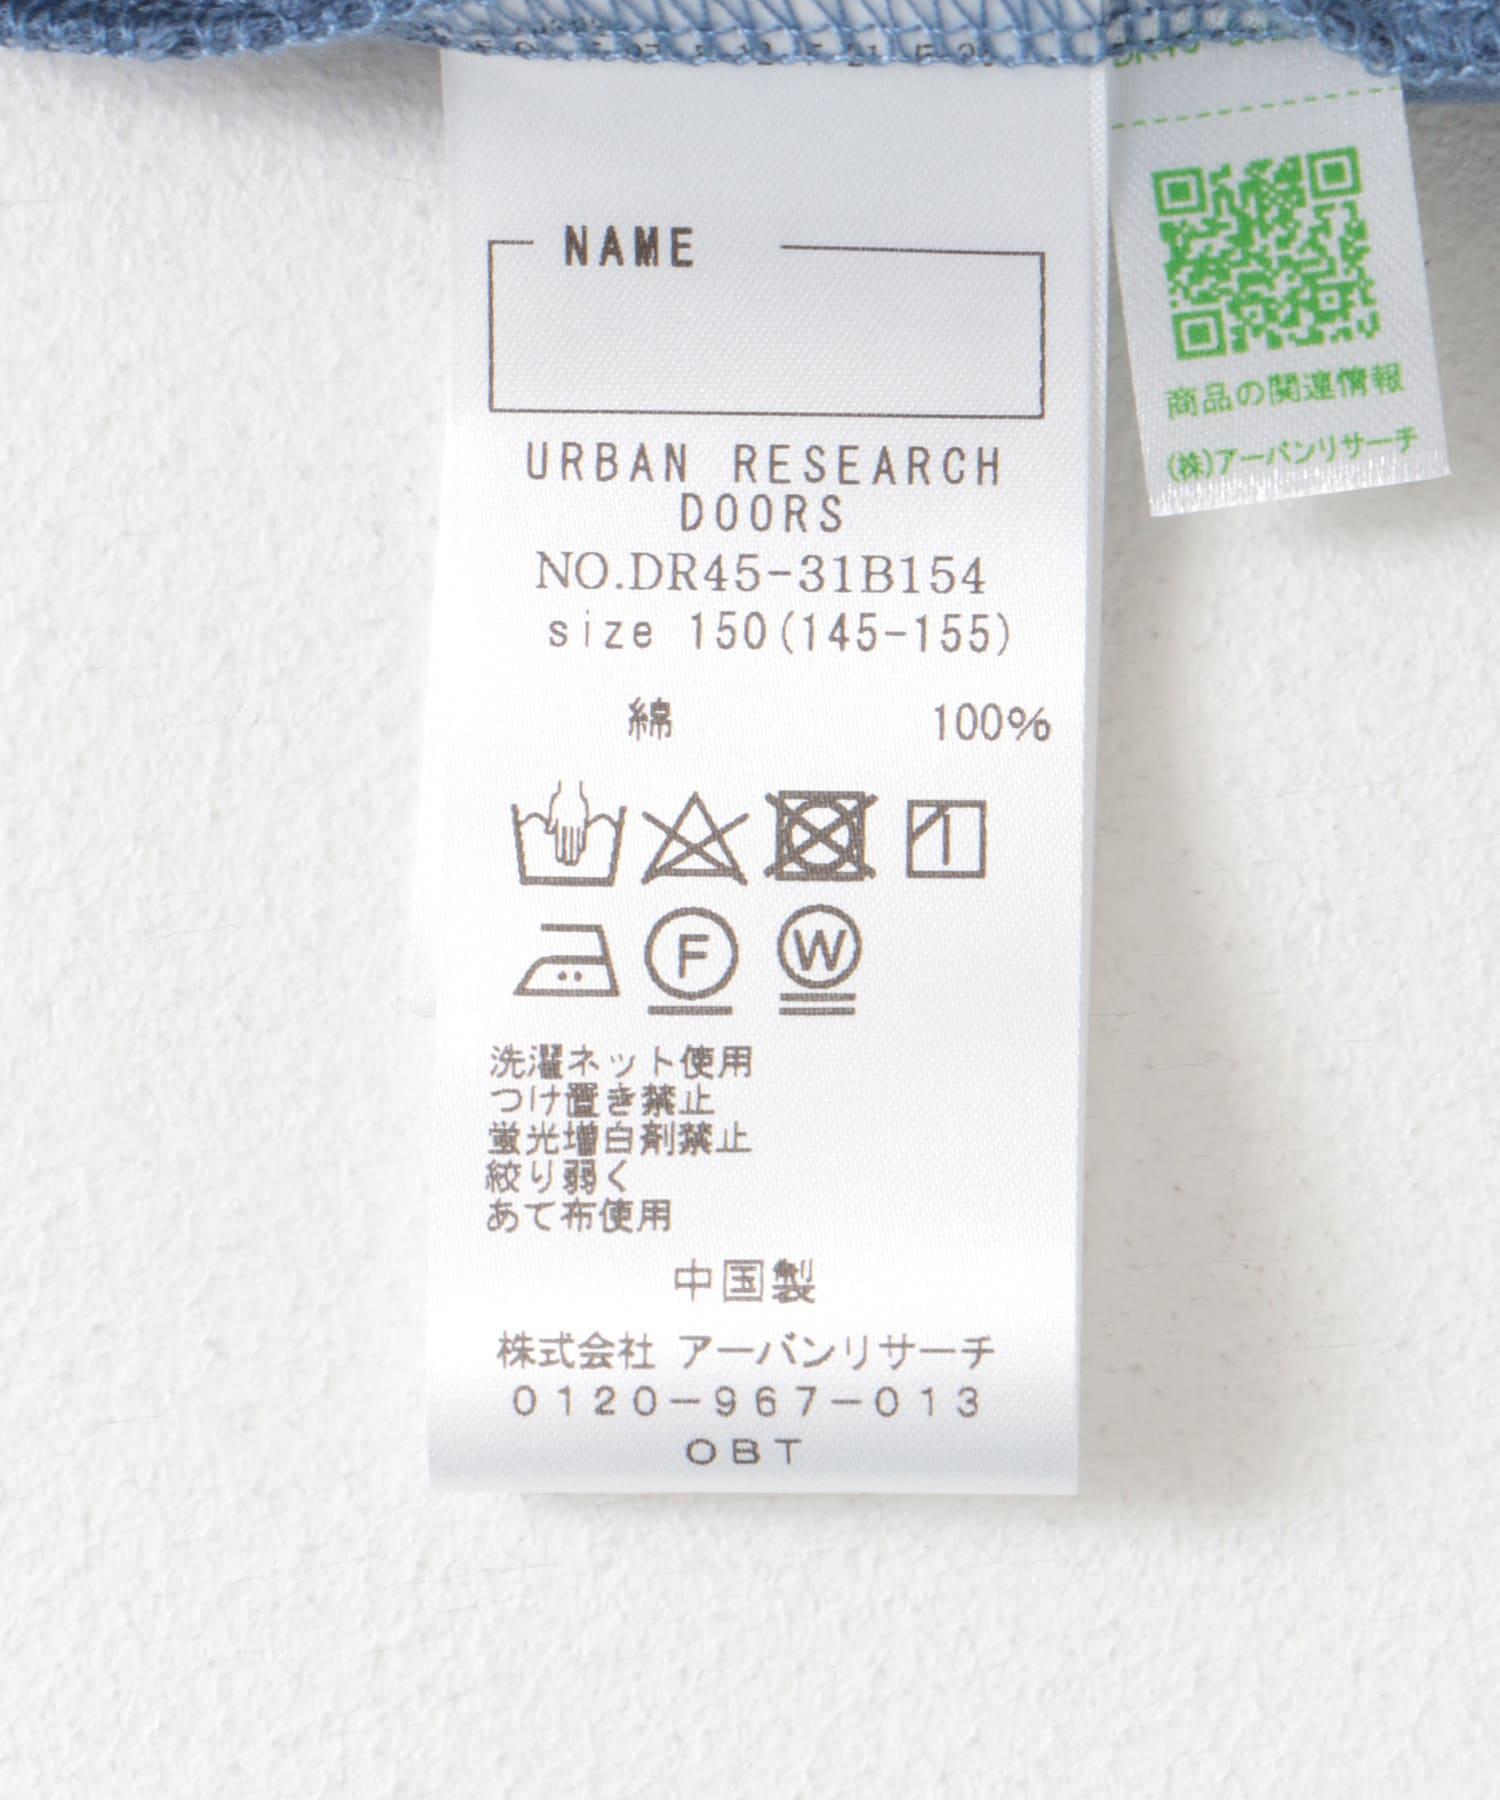 NAME
URBAN RESEARCH
DOORS
NO.DR45-31B154
size 150(145-155)
綿 100%
F
W
洗濯ネット使用
つけ置き禁止
蛍光増白剤禁止
絞り弱く
あて布使用
中国製
株式会社 アーバンリサーチ
0120-967-013
OBT
商品の関連情報
(株)アーバンリサーチ